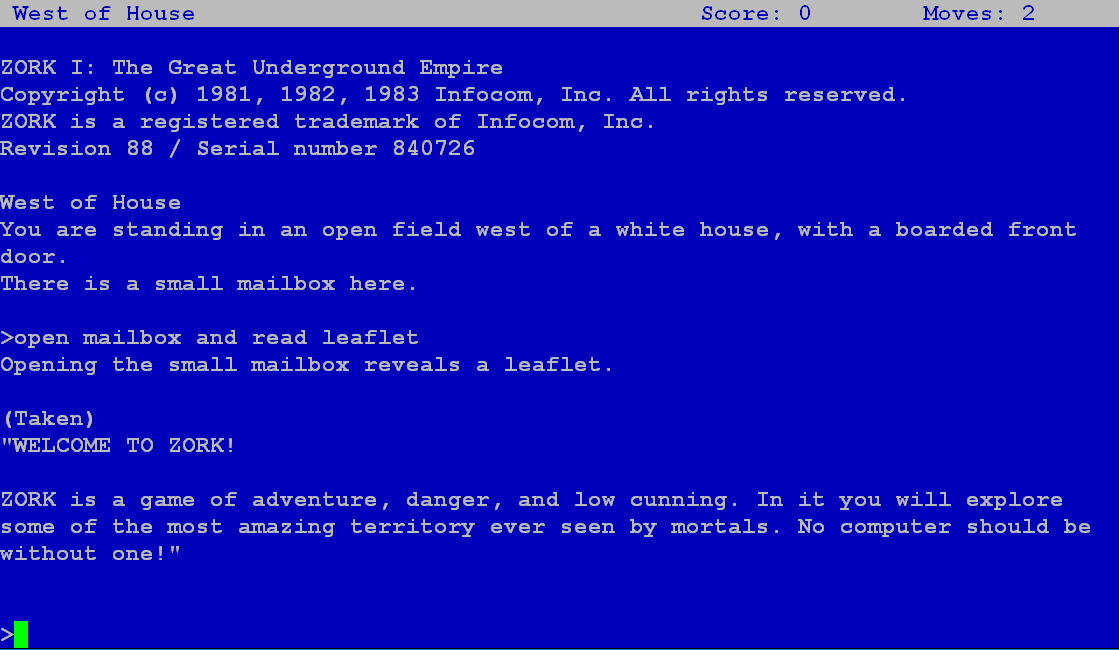 West of House Score: 0 Moves: 2
ZORK I: The Great Underground Empire
Copyright (c) 1981, 1982, 1983 Infocom, Inc. All rights reserved.
ZORK is a registered trademark of Infocom, Inc.
Revision 88 / Serial number 840726
West of House
You are standing in an open field west of a white house, with a boarded front
door.
There is a small mailbox here.
>open mailbox and read leaflet
Opening the small mailbox reveals a leaflet.
(Taken)
"WELCOME TO ZORK!
ZORK is a game of adventure, danger, and low cunning. In it you will explore
some of the most amazing territory ever seen by mortals. No computer should be
without one!"
>